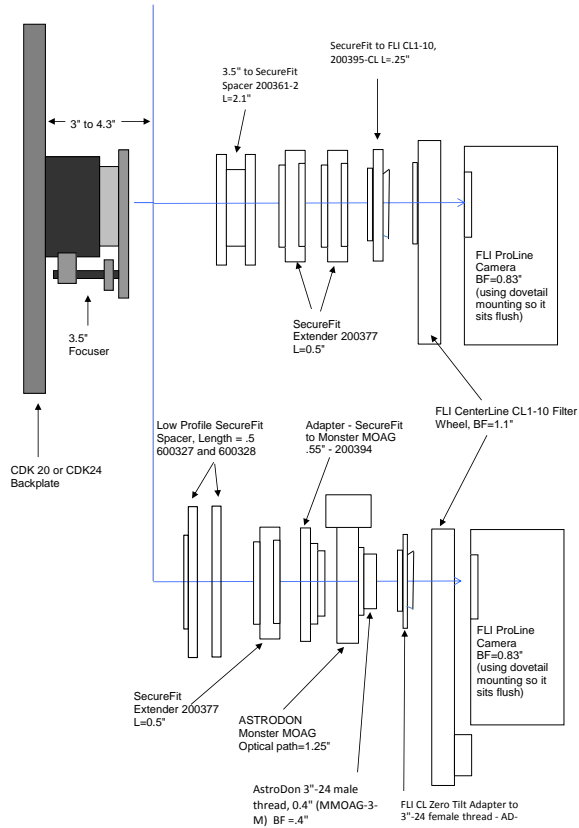 SecureFit to FLI CL1-10,
200395-CL L=.25"
3.5" to SecureFit
Spacer 200361-2
L=2.1"
3" to 4.3"
FLI ProLine
Camera
BF=0.83"
(using dovetail
mounting so it
sits flush)
SecureFit
Extender 200377
L=0.5"
3.5"
Focuser
FLI CenterLine CL1-10 Filter
Wheel, BF=1.1"
CDK 20 or CDK24
Backplate
Low Profile SecureFit
Spacer, Length = .5
600327 and 600328
Adapter - SecureFit
to Monster MOAG
.55" - 200394
FLI ProLine
Camera
BF=0.83"
(using dovetail
mounting so it
sits flush)
SecureFit
Extender 200377
L=0.5"
ASTRODON
Monster MOAG
Optical path=1.25"
AstroDon 3"-24 male
thread, 0.4" (MMOAG-3-
M) BF =.4"
FLI CL Zero Tilt Adapter to
3"-24 female thread - AD-